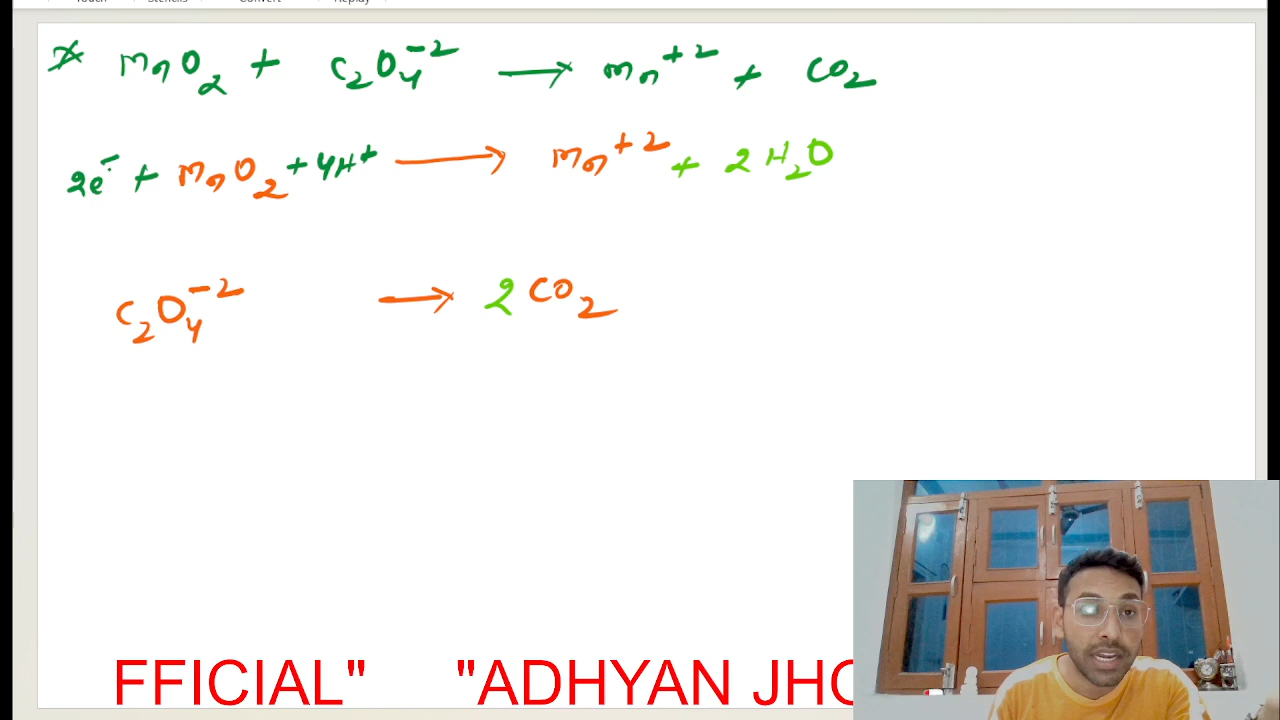 MnO2 + C2O4^-2 → Mn^+2 + CO2
2e^- + MnO2 + 4H^+ → Mn^+2 + 2H2O
C2O4^-2 → 2CO2
FFICIAL" "ADHYAN JHO